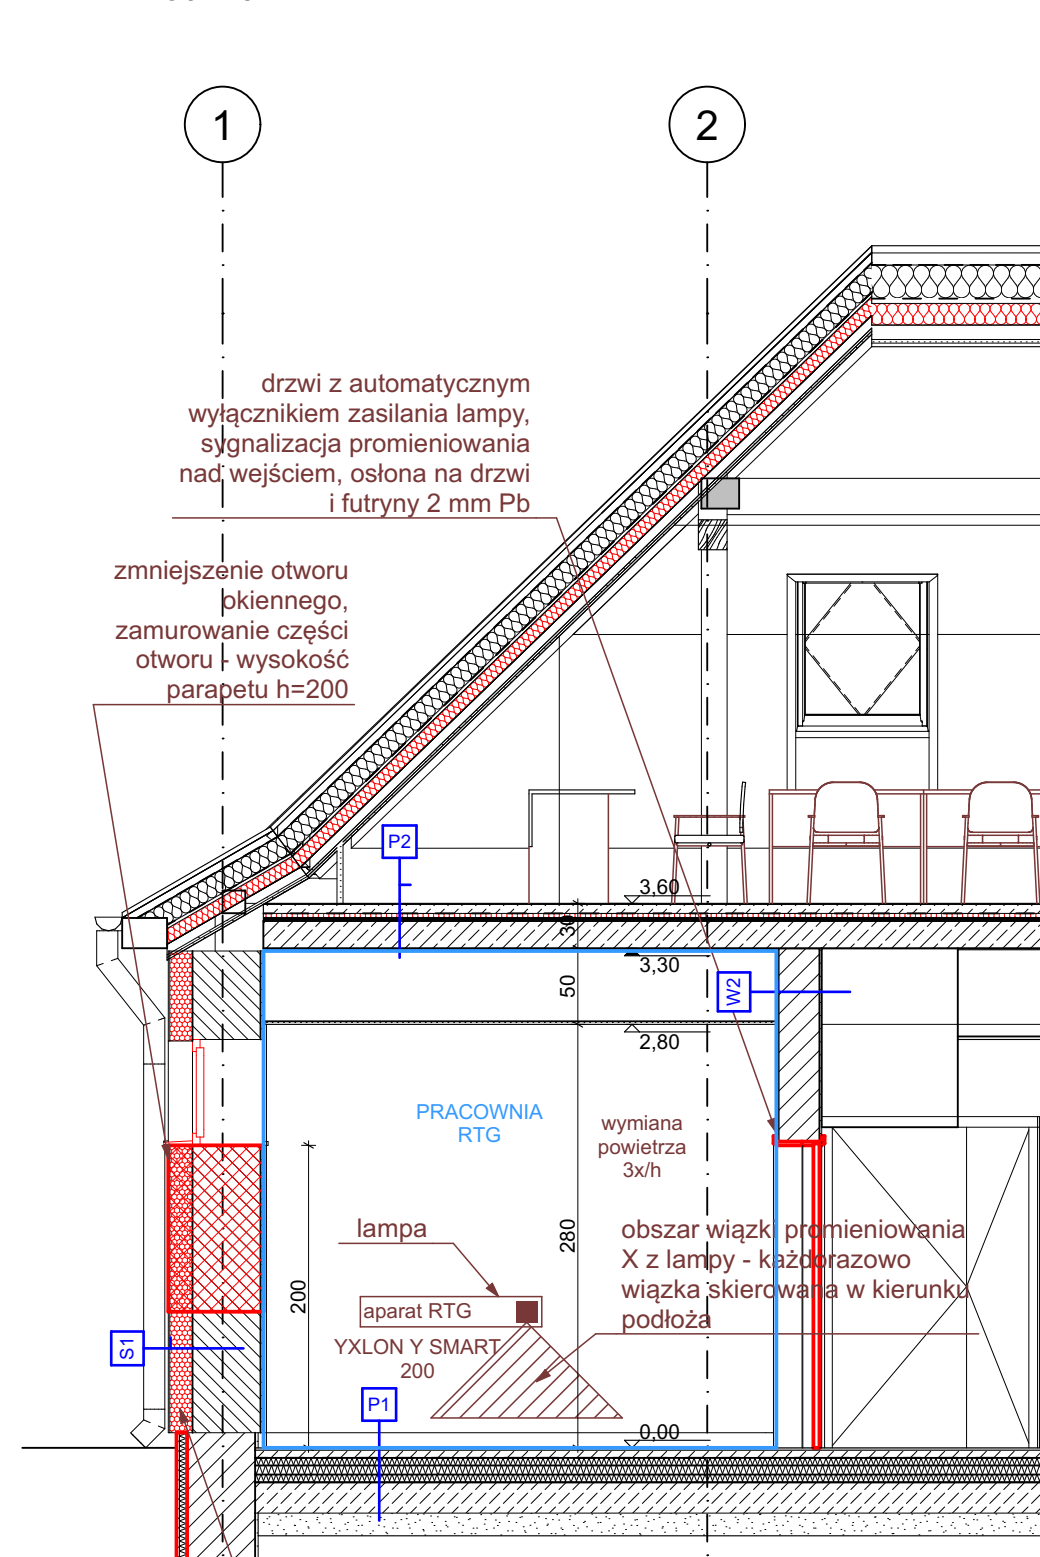 1
2
drzwi z automatycznym
wyłącznikiem zasilania lampy,
sygnalizacja promieniowania
nad wejściem, osłona na drzwi
i futryny 2 mm Pb
zmniejszenie otworu
okiennego,
zamurowanie części
otworu - wysokość
parapetu h=200
P2
3,60
30
3,30
50
W2
2,80
PRACOWNIA
RTG
wymiana
powietrza
3x/h
lampa
280
obszar wiązki promieniowania
X z lampy - każdorazowo
wiązka skierowana w kierunku
podłoża
200
aparat RTG
YXLON Y SMART
200
S1
P1
0,00